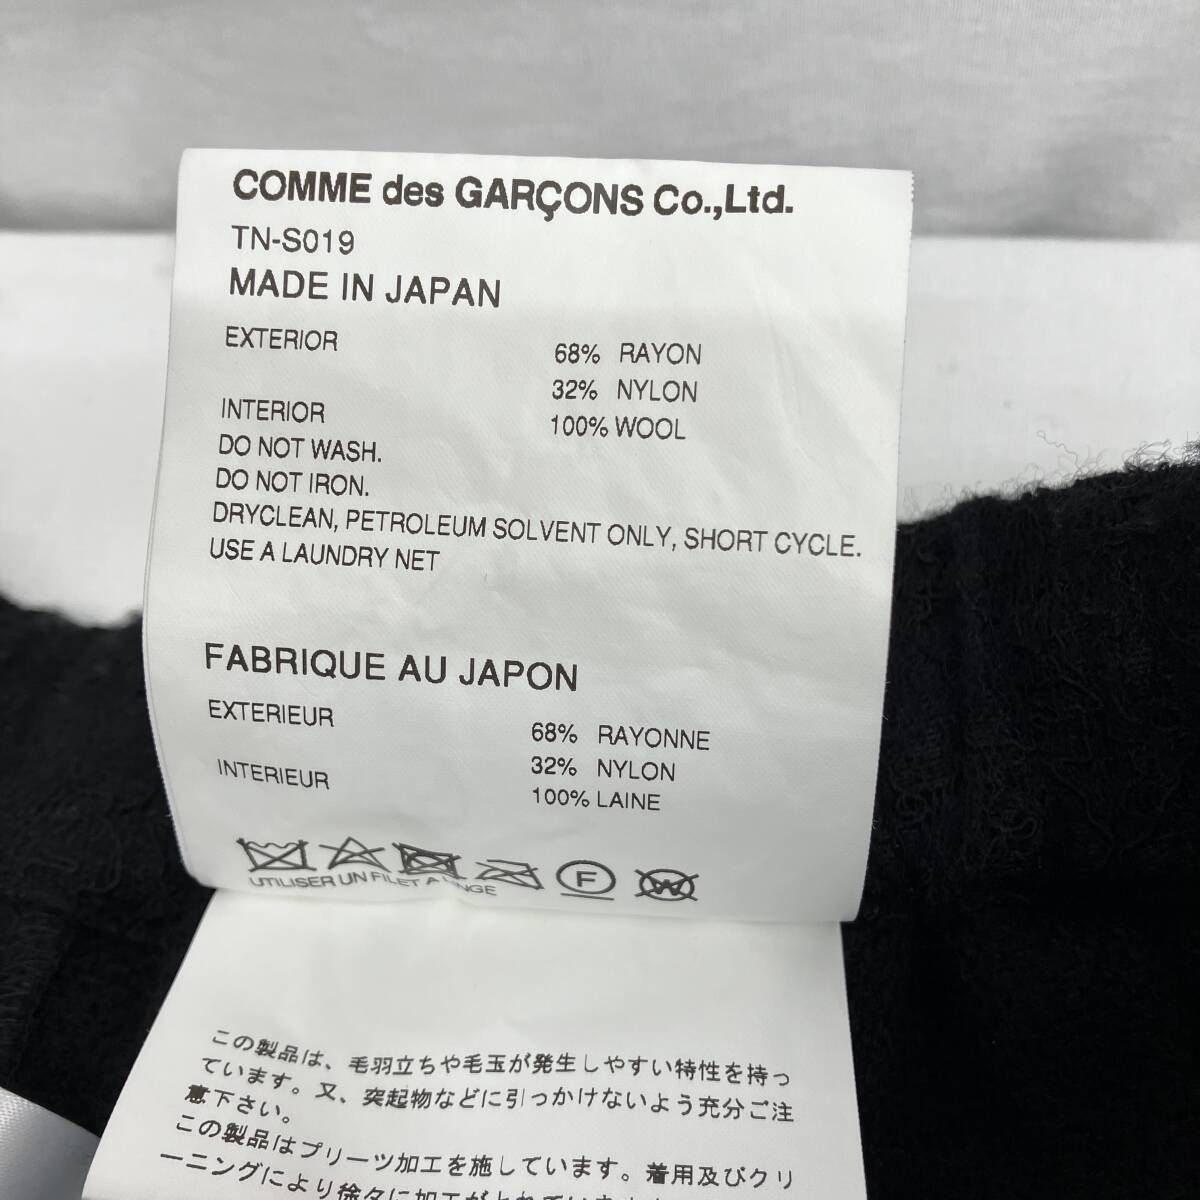 COMME des GARÇONS Co.,Ltd.
TN-S019
MADE IN JAPAN
EXTERIOR 68% RAYON
32% NYLON
INTERIOR 100% WOOL
DO NOT WASH.
DO NOT IRON.
DRYCLEAN, PETROLEUM SOLVENT ONLY, SHORT CYCLE.
USE A LAUNDRY NET
FABRIQUE AU JAPON
EXTERIEUR 68% RAYONNE
32% NYLON
INTERIEUR 100% LAINE
F
W
UTILISER UN FILET A
この製品は、毛羽立ちや毛玉が発生しやすい特性を持っ
ています。又、突起物などに引っかけないよう充分ご注
意下さい。
この製品はプリーツ加工を施しています。着用及びクリ
ーニングにより徐々に加工がとれていきます